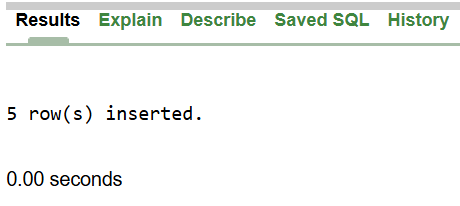 Results Explain Describe Saved SQL History
5 row(s) inserted.
0.00 seconds